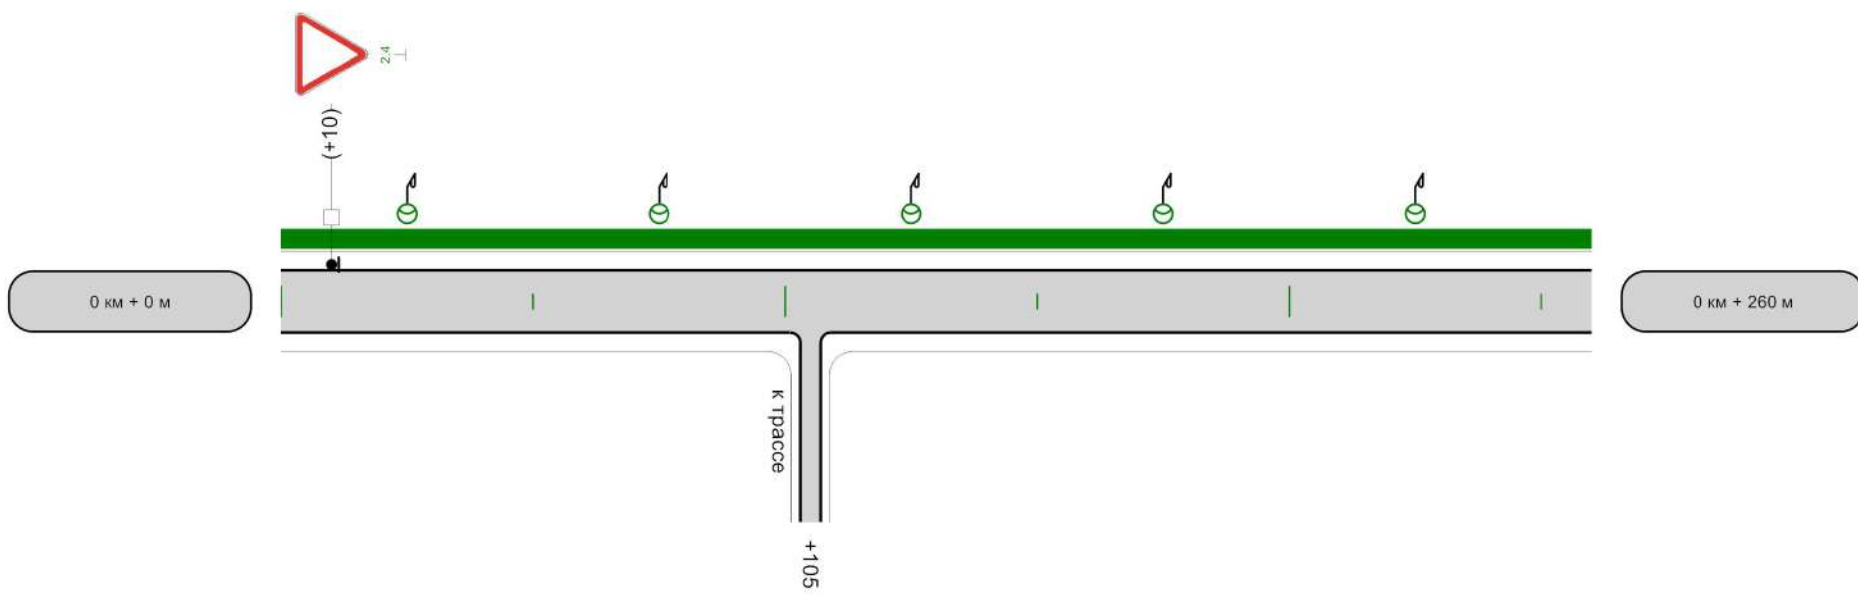 2.4
(+10)
0 км + 0 м
0 км + 260 м
к трассе
+105